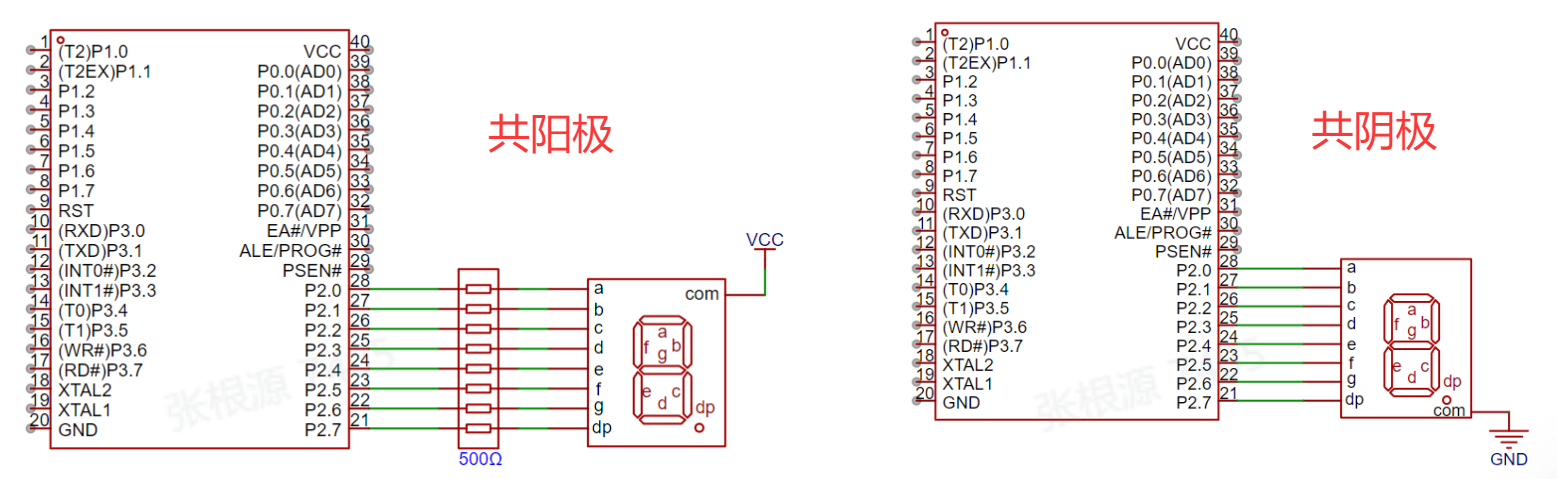 共阳极
1 (T2)P1.0
2 (T2EX)P1.1
3 P1.2
4 P1.3
5 P1.4
6 P1.5
7 P1.6
8 P1.7
9 RST
10 (RXD)P3.0
11 (TXD)P3.1
12 (INT0#)P3.2
13 (INT1#)P3.3
14 (T0)P3.4
15 (T1)P3.5
16 (WR#)P3.6
17 (RD#)P3.7
18 XTAL2
19 XTAL1
20 GND
VCC 40
P0.0(AD0) 39
P0.1(AD1) 38
P0.2(AD2) 37
P0.3(AD3) 36
P0.4(AD4) 35
P0.5(AD5) 34
P0.6(AD6) 33
P0.7(AD7) 32
EA#/VPP 31
ALE/PROG# 30
PSEN# 29
P2.0 28
P2.1 27
P2.2 26
P2.3 25
P2.4 24
P2.5 23
P2.6 22
P2.7 21
500Ω
a
b
c
d
e
f
g
dp
com
VCC
a
f g b
e d c
dp
张根源
共阴极
1 (T2)P1.0
2 (T2EX)P1.1
3 P1.2
4 P1.3
5 P1.4
6 P1.5
7 P1.6
8 P1.7
9 RST
10 (RXD)P3.0
11 (TXD)P3.1
12 (INT0#)P3.2
13 (INT1#)P3.3
14 (T0)P3.4
15 (T1)P3.5
16 (WR#)P3.6
17 (RD#)P3.7
18 XTAL2
19 XTAL1
20 GND
VCC 40
P0.0(AD0) 39
P0.1(AD1) 38
P0.2(AD2) 37
P0.3(AD3) 36
P0.4(AD4) 35
P0.5(AD5) 34
P0.6(AD6) 33
P0.7(AD7) 32
EA#/VPP 31
ALE/PROG# 30
PSEN# 29
P2.0 28
P2.1 27
P2.2 26
P2.3 25
P2.4 24
P2.5 23
P2.6 22
P2.7 21
a
b
c
d
e
f
g
dp
a
f g b
e d c
dp
com
GND
张根源